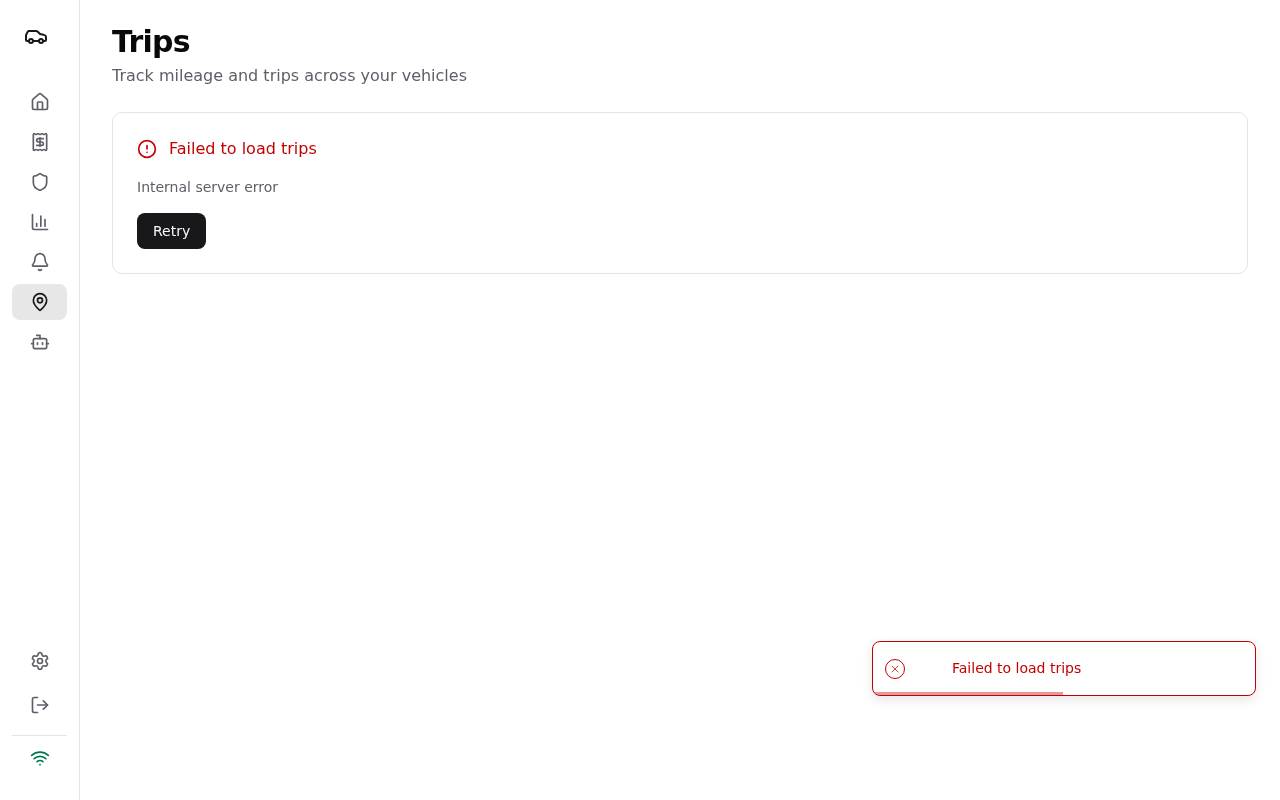 Trips
Track mileage and trips across your vehicles
Failed to load trips
Internal server error
Retry
Failed to load trips